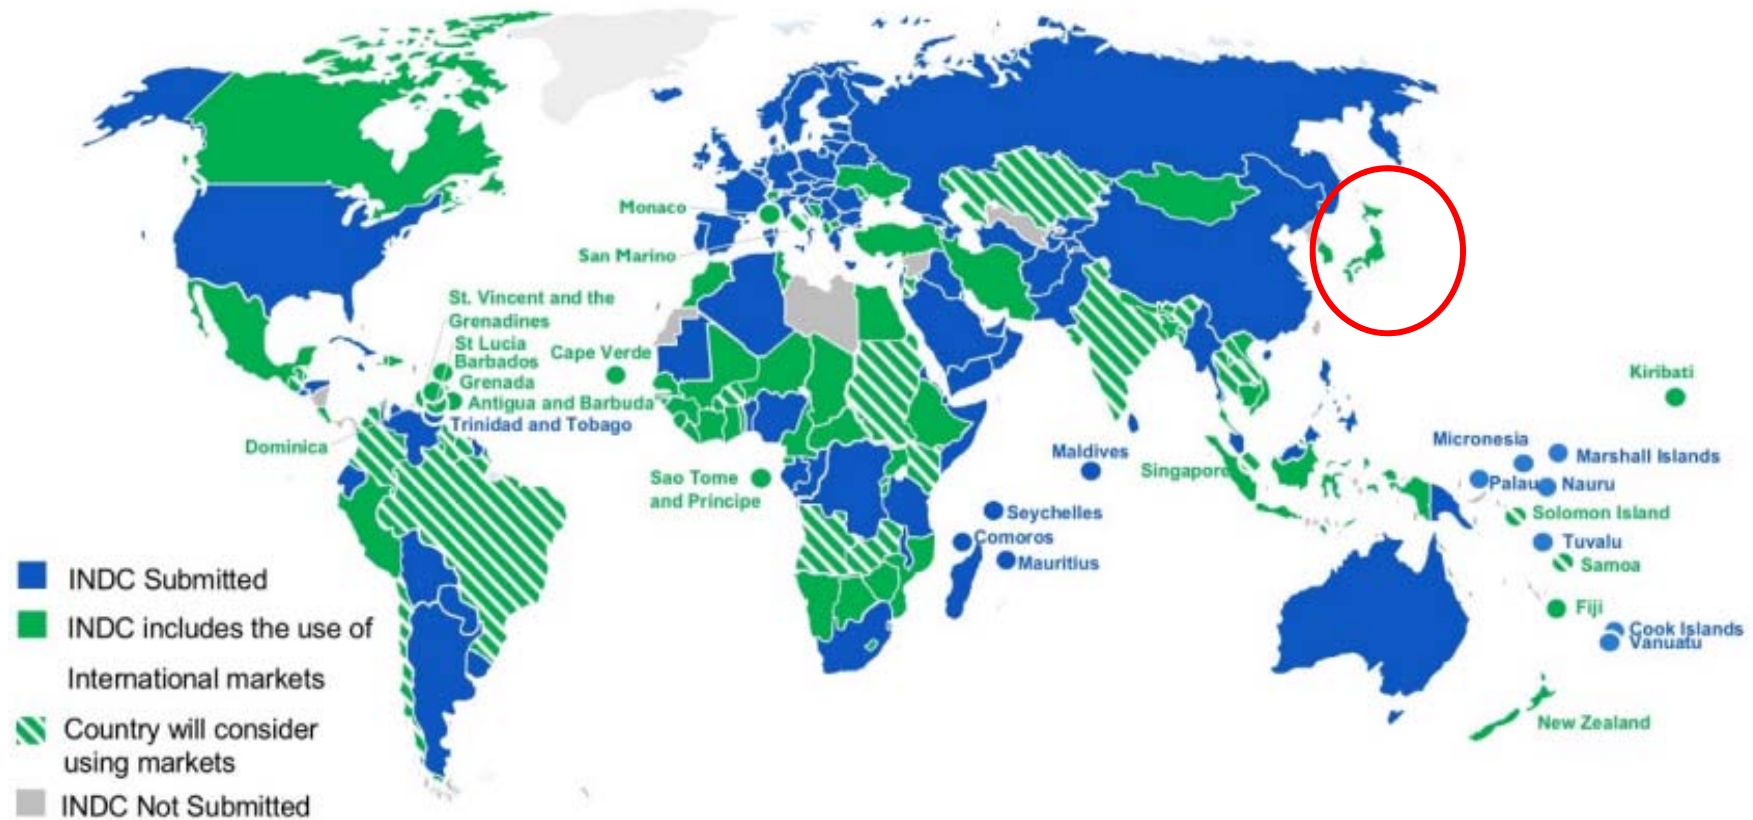 Monaco
San Marino
St. Vincent and the
Grenadines
St Lucia
Barbados
Cape Verde
Grenada
Antigua and Barbuda
Trinidad and Tobago
Dominica
Sao Tome
and Principe
Maldives
Singapore
Seychelles
Comoros
Mauritius
Kiribati
Micronesia
Marshall Islands
Palau
Nauru
Solomon Island
Tuvalu
Samoa
Fiji
Cook Islands
Vanuatu
New Zealand
INDC Submitted
INDC includes the use of
International markets
Country will consider
using markets
INDC Not Submitted